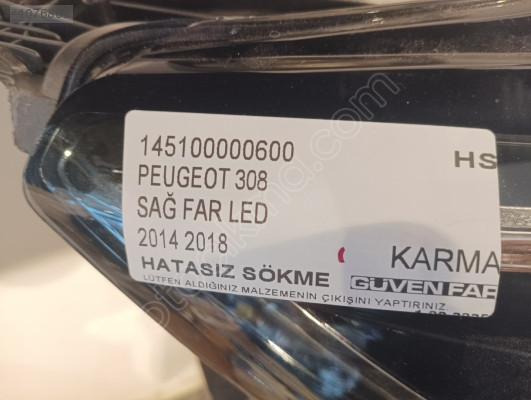 145100000600
HS
PEUGEOT 308
SAĞ FAR LED
2014 2018
KARMA
HATASIZ SÖKME
GÜVEN FAR
LÜTFEN ALDIĞINIZ MALZEMENİN ÇIKIŞINI YAPTIRINIZ